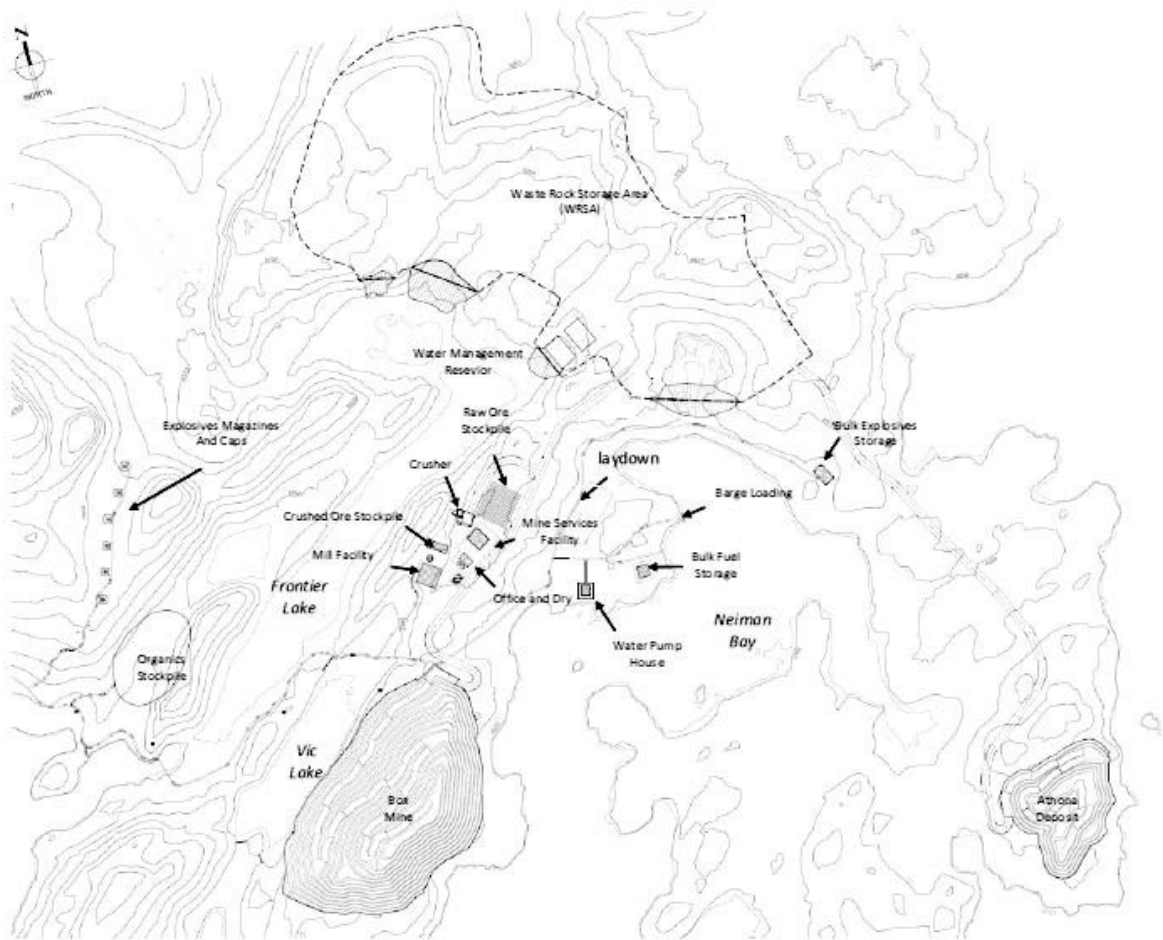 N
NORTH
Waste Rock Storage Area
(WRSA)
Water Management
Resevior
Explosives Magazines
And Caps
Raw Ore
Stockpile
Bulk Explosives
Storage
laydown
Crusher
Barge Loading
Crushed Ore Stockpile
Mine Services
Facility
Mill Facility
Bulk Fuel
Storage
Frontier
Lake
Office and Dry
Neiman
Bay
Water Pump
House
Organics
Stockpile
Vic
Lake
Box
Mine
Athona
Deposit